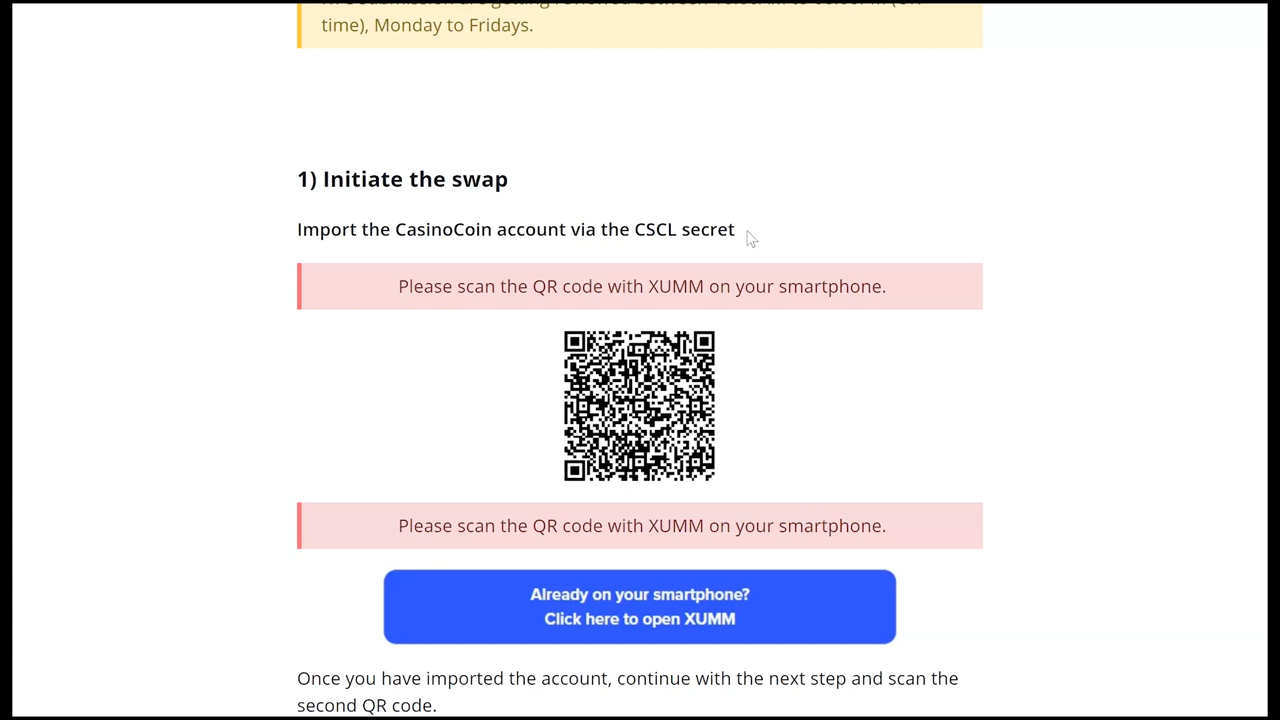 time), Monday to Fridays.
1) Initiate the swap
Import the CasinoCoin account via the CSCL secret
Please scan the QR code with XUMM on your smartphone.
Please scan the QR code with XUMM on your smartphone.
Already on your smartphone?
Click here to open XUMM
Once you have imported the account, continue with the next step and scan the
second QR code.